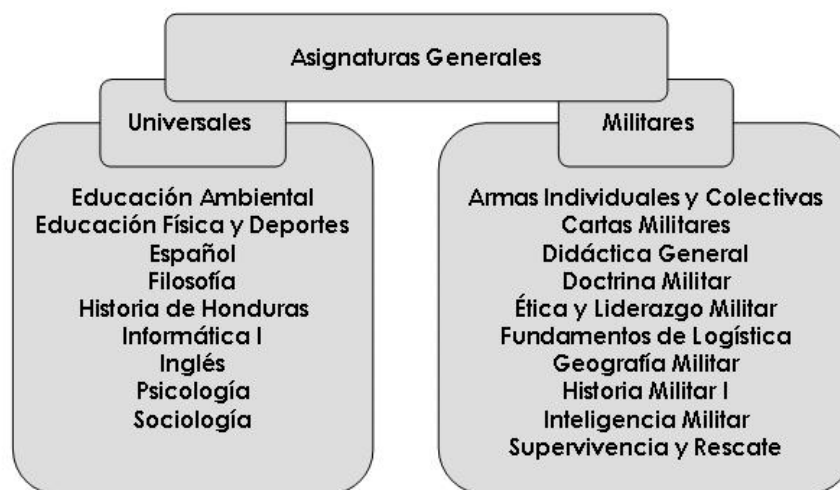 Asignaturas Generales
Universales
Educación Ambiental
Educación Física y Deportes
Español
Filosofía
Historia de Honduras
Informática I
Inglés
Psicología
Sociología
Militares
Armas Individuales y Colectivas
Cartas Militares
Didáctica General
Doctrina Militar
Ética y Liderazgo Militar
Fundamentos de Logística
Geografía Militar
Historia Militar I
Inteligencia Militar
Supervivencia y Rescate